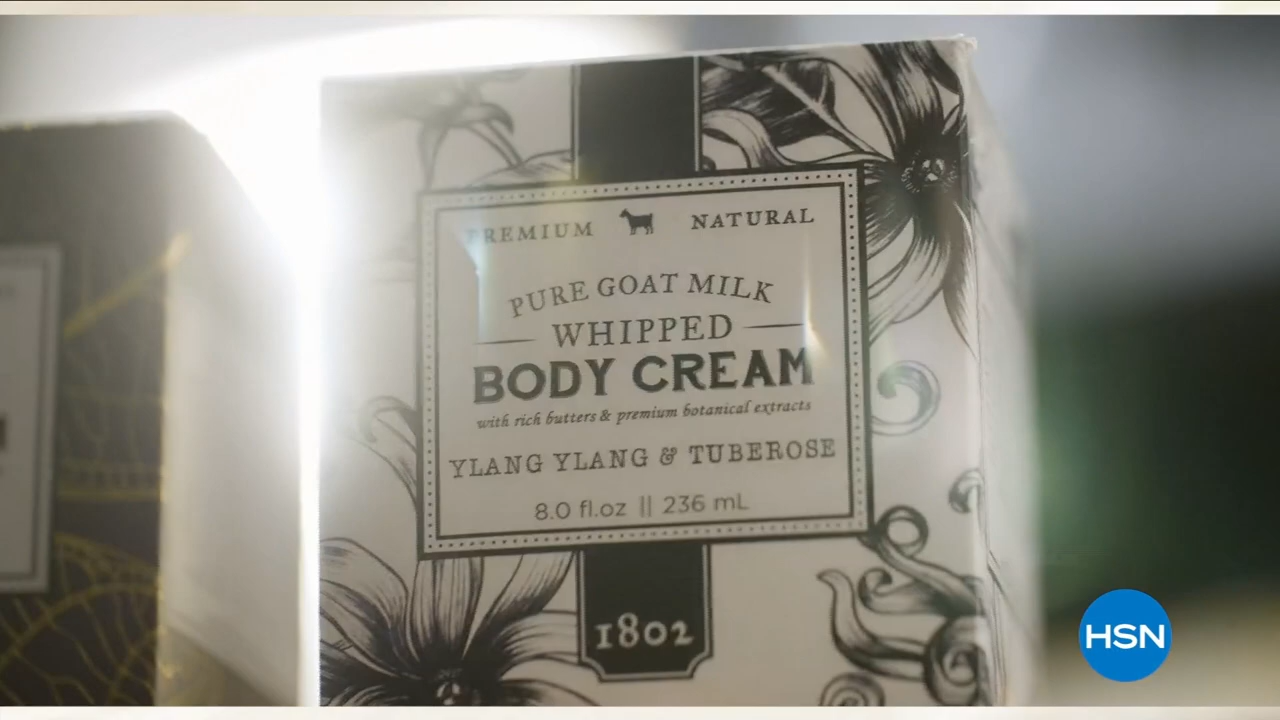 PREMIUM NATURAL
PURE GOAT MILK
WHIPPED
BODY CREAM
with rich butters & premium botanical extracts
YLANG YLANG & TUBEROSE
8.0 fl.oz || 236 mL
1802
HSN